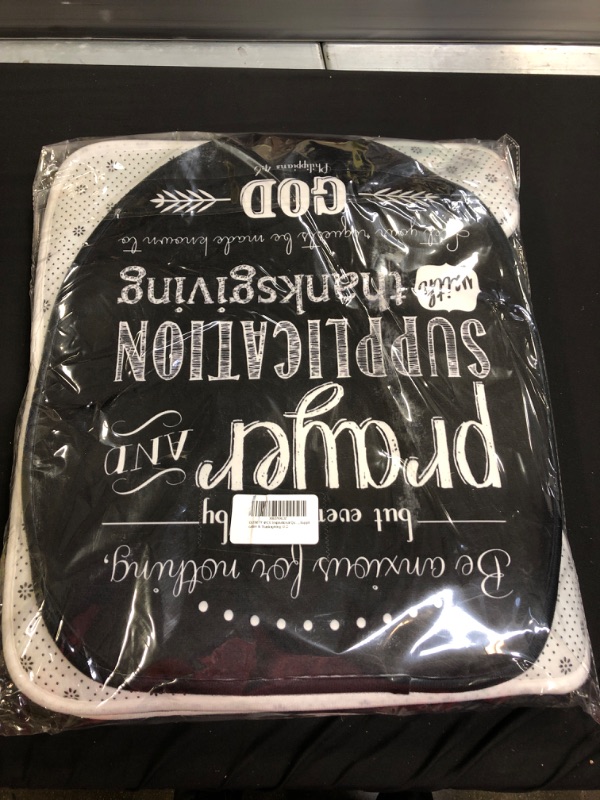 Be anxious for nothing,
but by
prayer AND
SUPPLICATION
with thanksgiving
Let your requests be made known to
GOD
Philippians 4:6